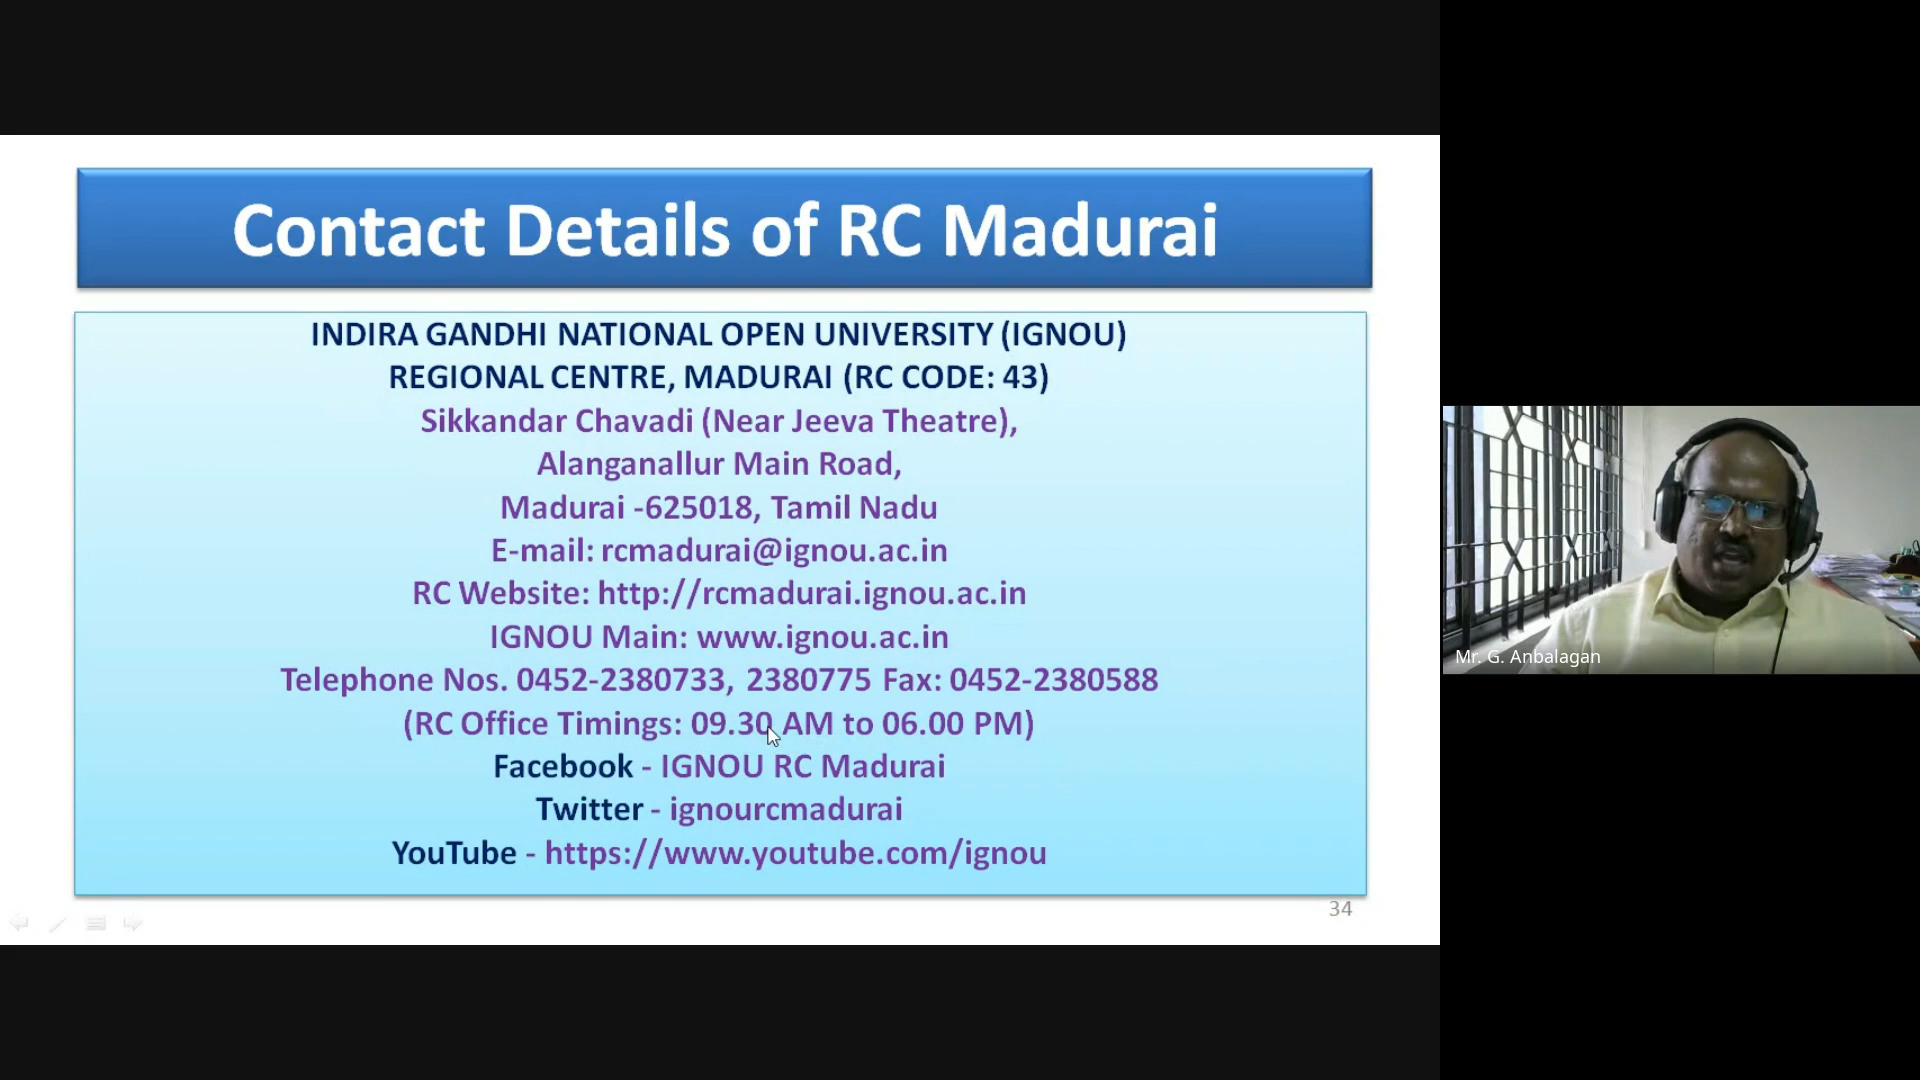 Contact Details of RC Madurai
INDIRA GANDHI NATIONAL OPEN UNIVERSITY (IGNOU)
REGIONAL CENTRE, MADURAI (RC CODE: 43)
Sikkandar Chavadi (Near Jeeva Theatre),
Alanganallur Main Road,
Madurai -625018, Tamil Nadu
E-mail: rcmadurai@ignou.ac.in
RC Website: http://rcmadurai.ignou.ac.in
IGNOU Main: www.ignou.ac.in
Telephone Nos. 0452-2380733, 2380775 Fax: 0452-2380588
(RC Office Timings: 09.30 AM to 06.00 PM)
Facebook - IGNOU RC Madurai
Twitter - ignourcmadurai
YouTube - https://www.youtube.com/ignou
34
Mr. G. Anbalagan